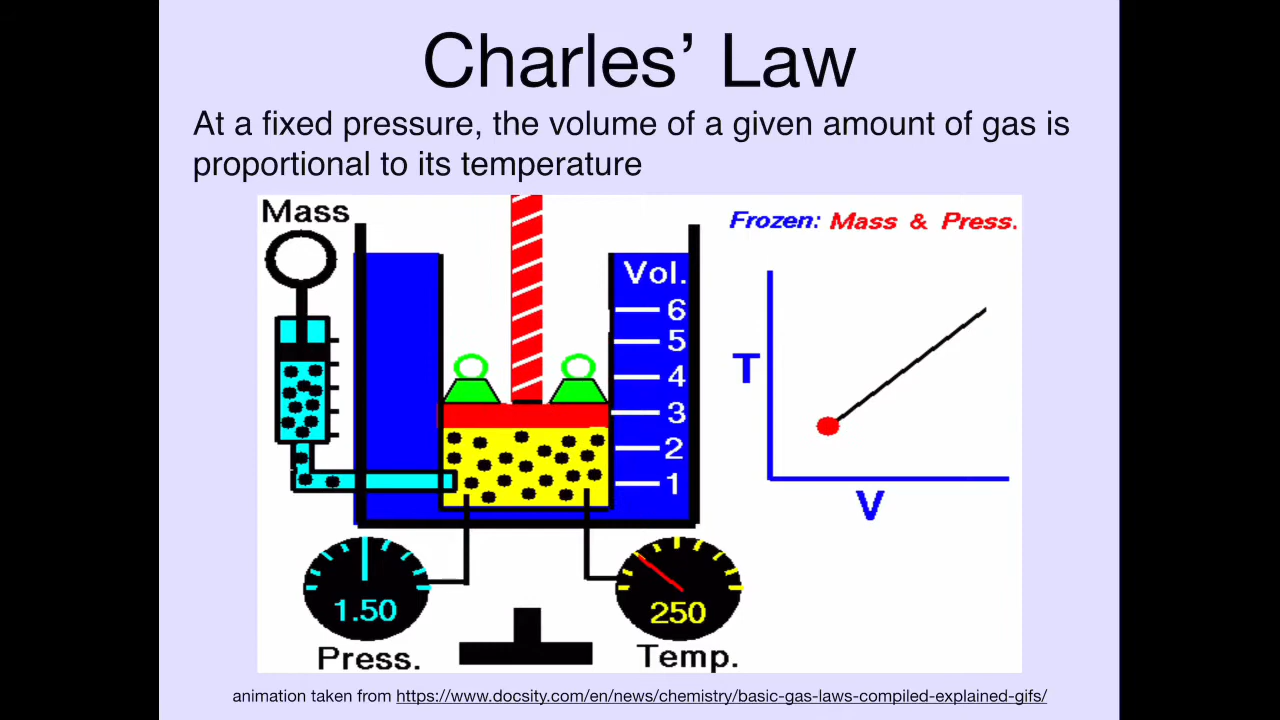 Charles’ Law
At a fixed pressure, the volume of a given amount of gas is
proportional to its temperature
Mass
Frozen: Mass & Press.
Vol.
6
5
4
3
2
1
T
V
1.50
250
Press.
Temp.
animation taken from https://www.docsity.com/en/news/chemistry/basic-gas-laws-compiled-explained-gifs/